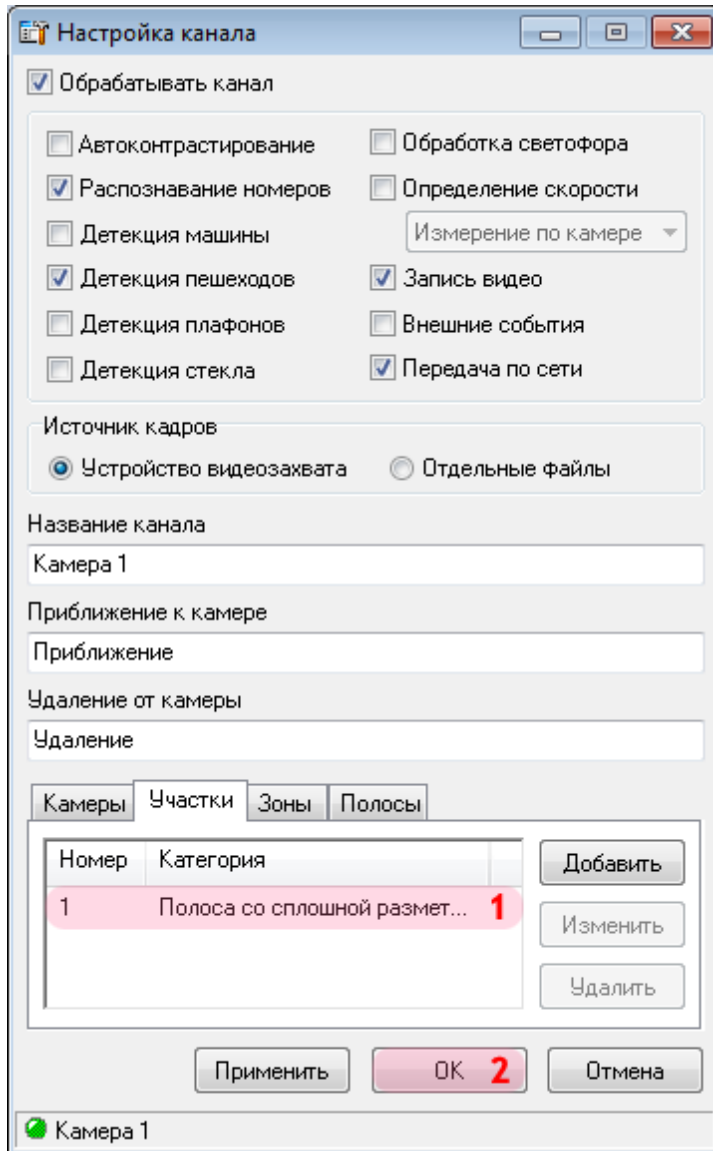 Настройка канала
Обрабатывать канал
Автоконтрастирование
Обработка светофора
Распознавание номеров
Определение скорости
Детекция машины
Измерение по камере
Детекция пешеходов
Запись видео
Детекция плафонов
Внешние события
Детекция стекла
Передача по сети
Источник кадров
Устройство видеозахвата
Отдельные файлы
Название канала
Камера 1
Приближение к камере
Приближение
Удаление от камеры
Удаление
Камеры Участки Зоны Полосы
Номер Категория
Добавить
1 Полоса со сплошной размет... 1
Изменить
Удалить
Применить OK 2 Отмена
Камера 1